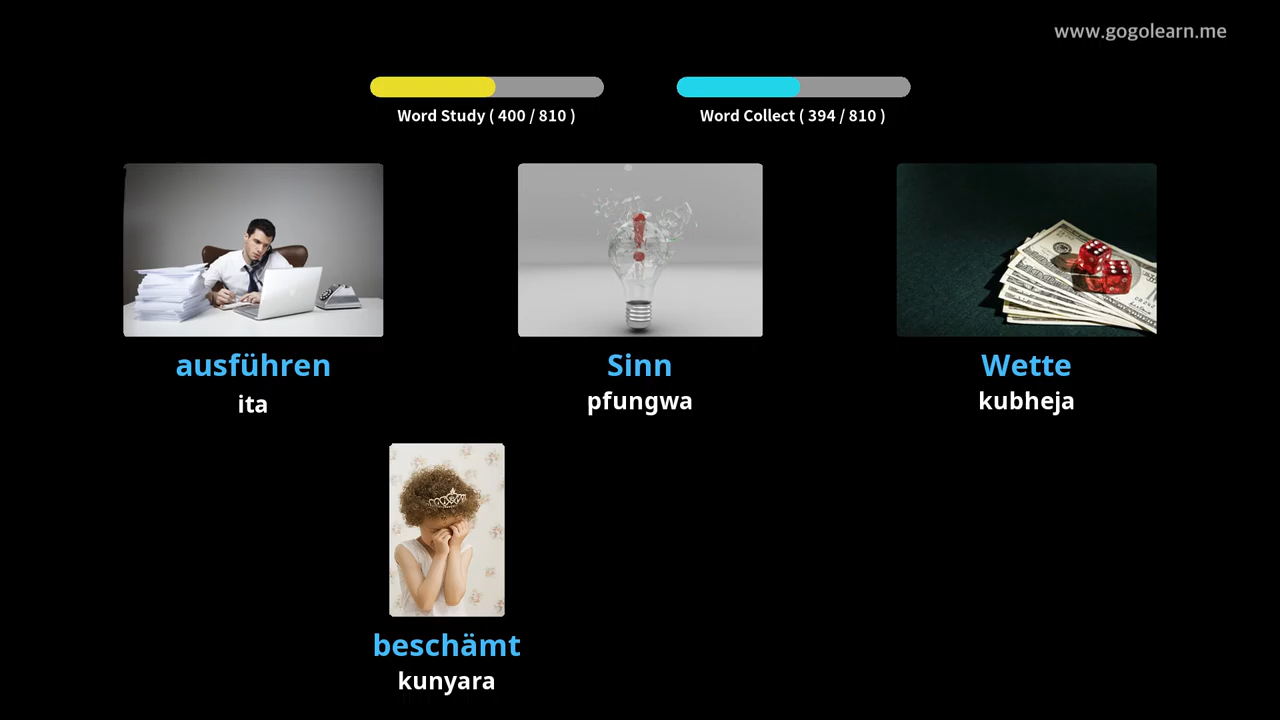 www.gogolearn.me
Word Study ( 400 / 810 )
Word Collect ( 394 / 810 )
ausführen
ita
Sinn
pfungwa
Wette
kubheja
beschämt
kunyara